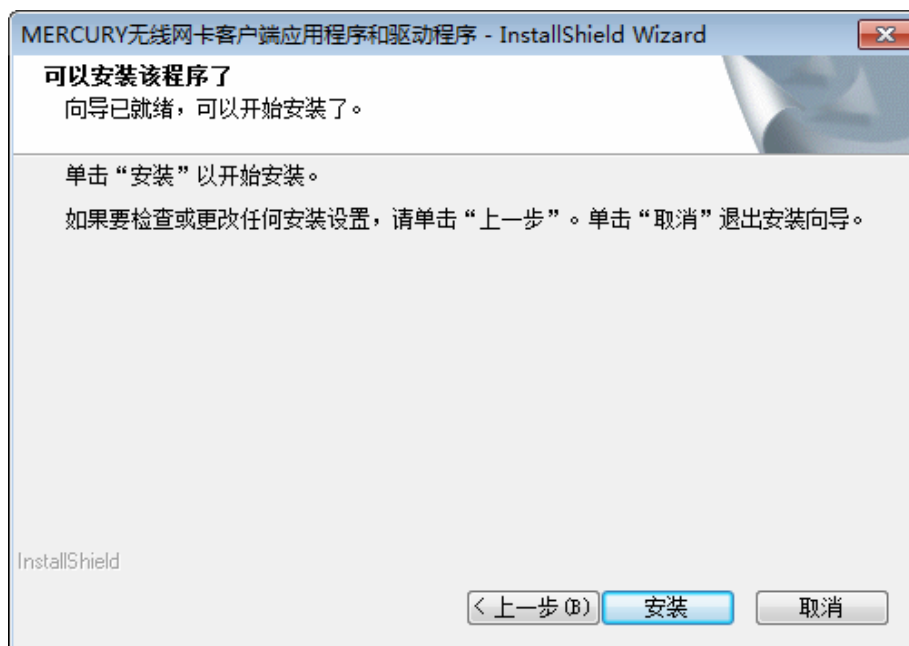 MERCURY无线网卡客户端应用程序和驱动程序 - InstallShield Wizard
可以安装该程序了
向导已就绪，可以开始安装了。
单击“安装”以开始安装。
如果要检查或更改任何安装设置，请单击“上一步”。单击“取消”退出安装向导。
InstallShield
< 上一步(B) 安装 取消